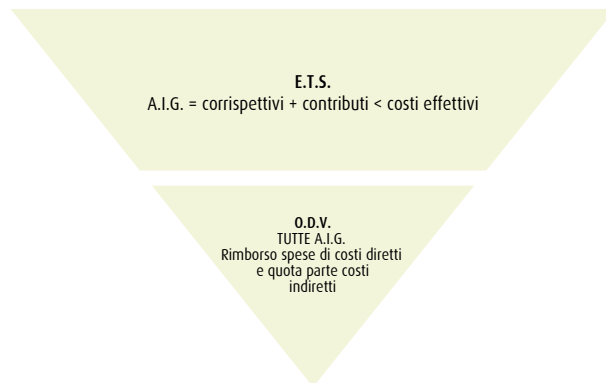 E.T.S.
A.I.G. = corrispettivi + contributi < costi effettivi
O.D.V.
TUTTE A.I.G.
Rimborso spese di costi diretti
e quota parte costi
indiretti